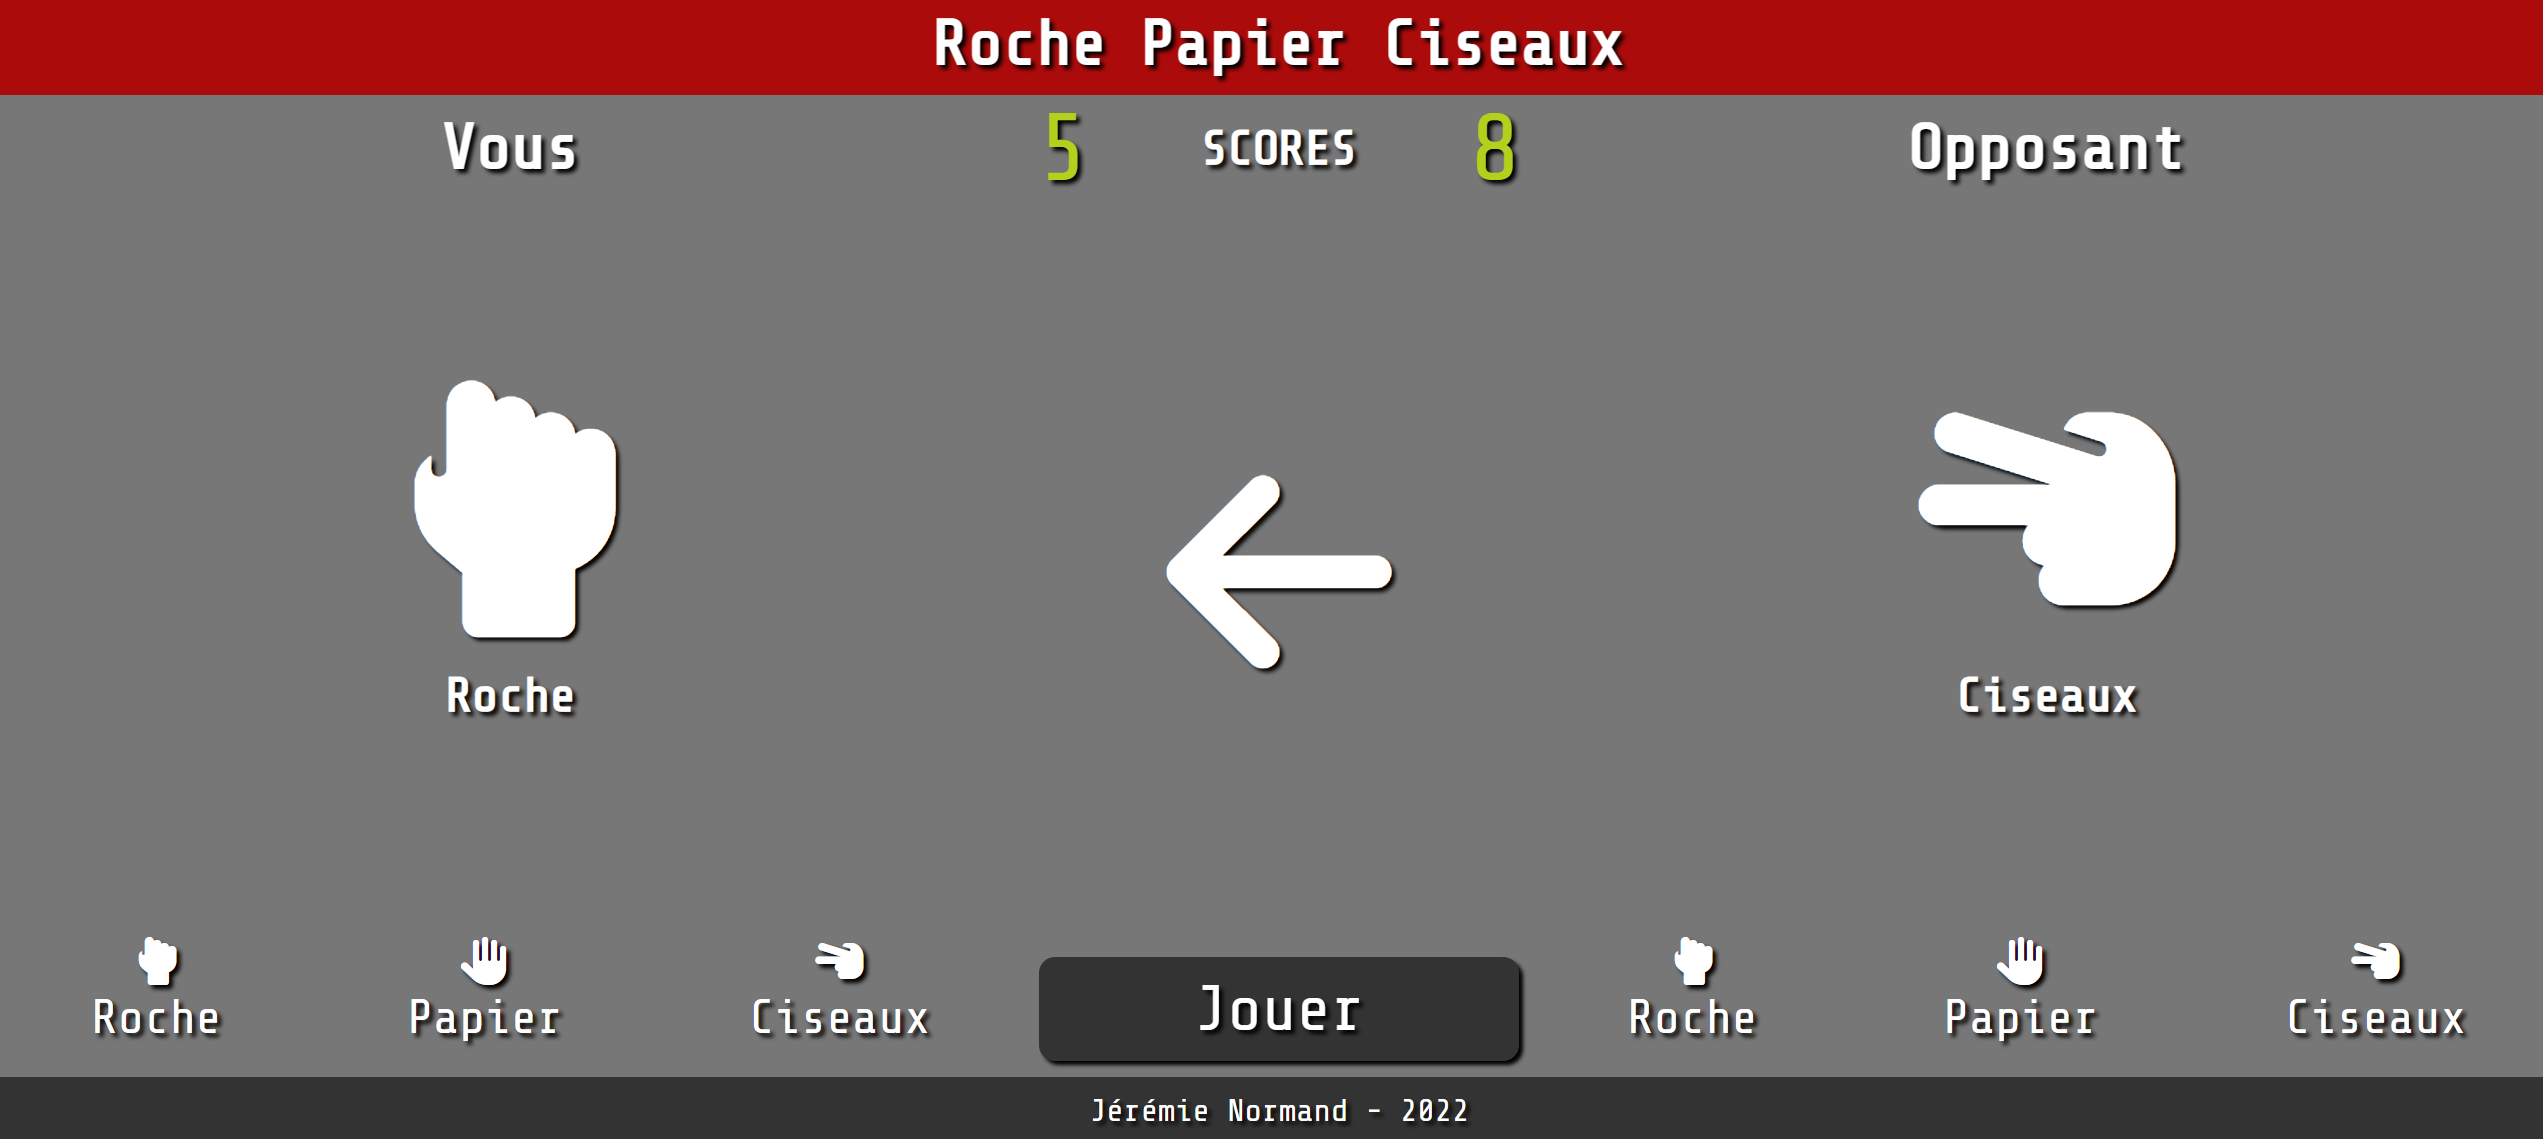 Roche Papier Ciseaux
Vous 5 SCORES 8 Opposant
Roche Ciseaux
Roche Papier Ciseaux Jouer Roche Papier Ciseaux
Jérémie Normand - 2022